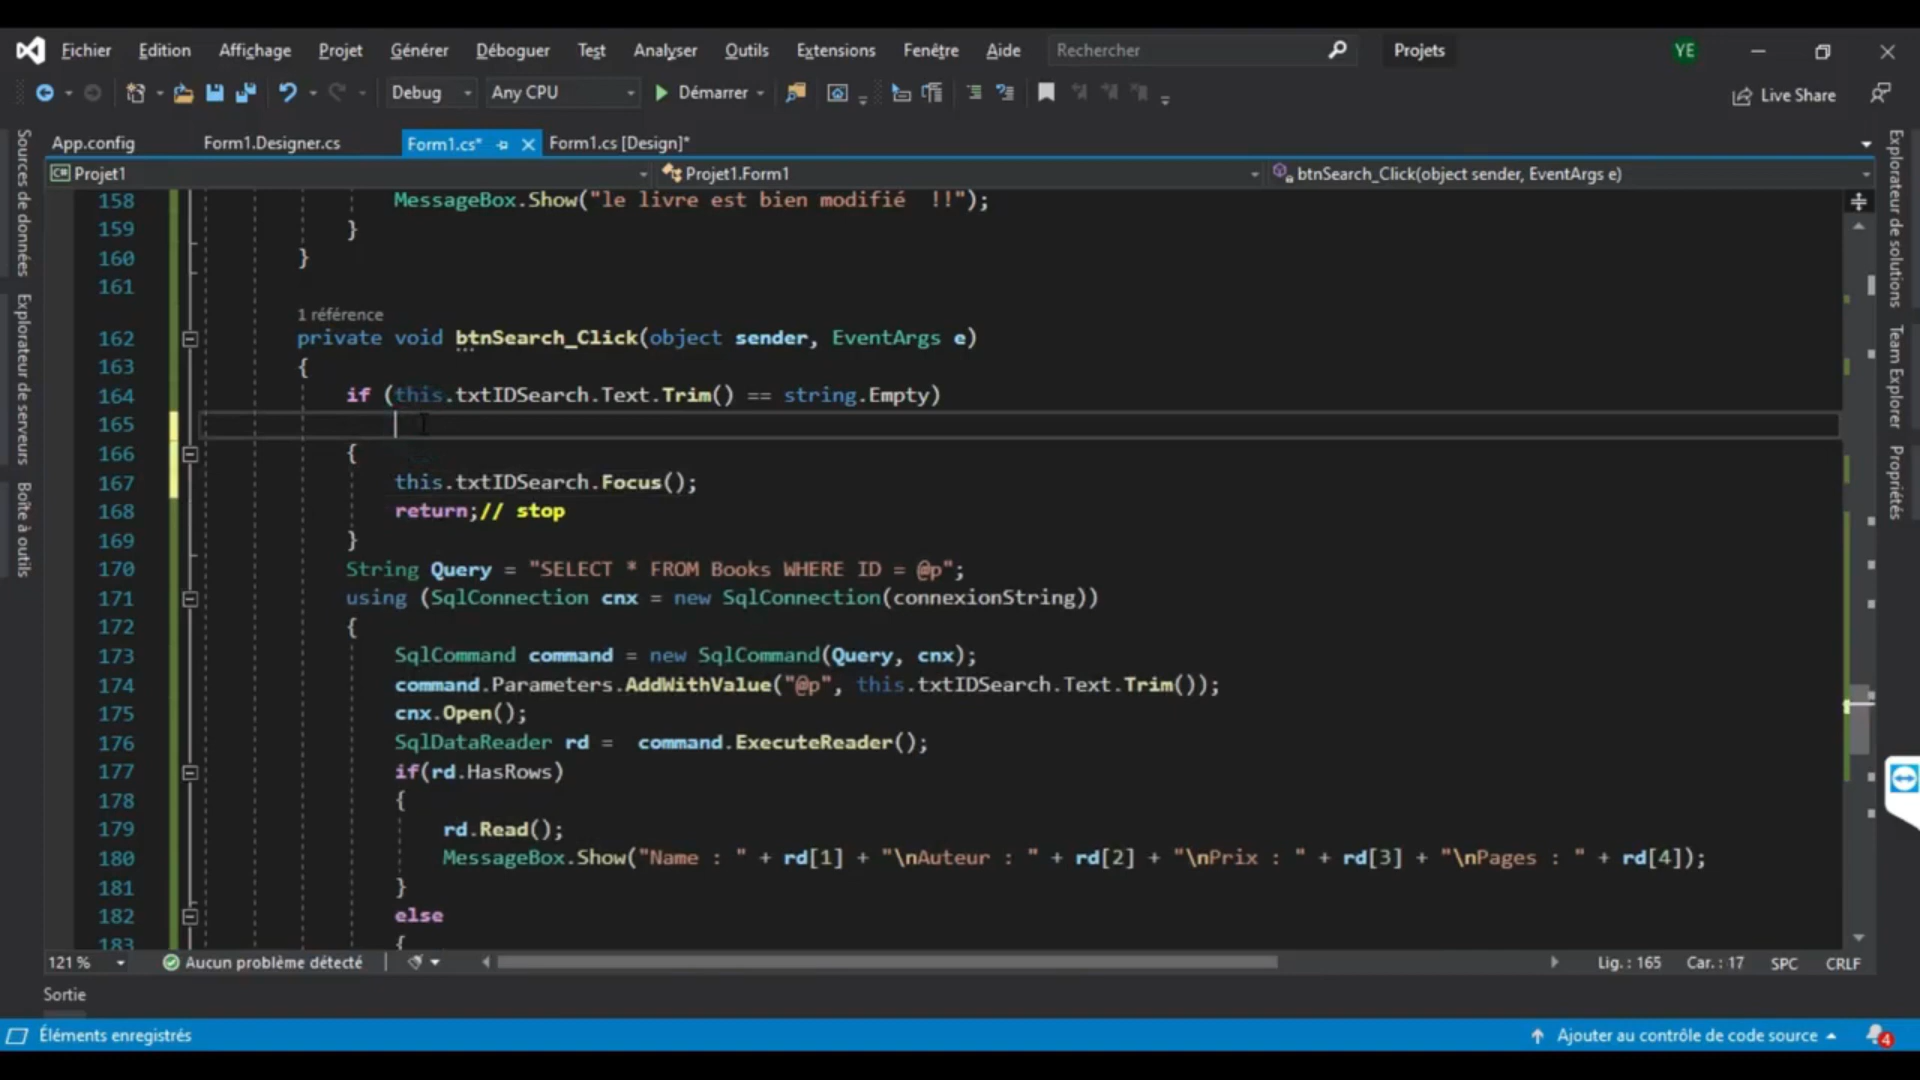 Fichier Edition Affichage Projet Générer Déboguer Test Analyser Outils Extensions Fenêtre Aide Rechercher Projets YE
Debug Any CPU Démarrer Live Share
App.config Form1.Designer.cs Form1.cs* Form1.cs [Design]*
C# Projet1 Projet1.Form1 btnSearch_Click(object sender, EventArgs e)
Sources de données
Explorateur de serveurs
Boîte à outils
158 MessageBox.Show("le livre est bien modifié  !!");
159 }
160 }
161
1 référence
162 private void btnSearch_Click(object sender, EventArgs e)
163 {
164 if (this.txtIDSearch.Text.Trim() == string.Empty)
165
166 {
167 this.txtIDSearch.Focus();
168 return;// stop
169 }
170 String Query = "SELECT * FROM Books WHERE ID = @p";
171 using (SqlConnection cnx = new SqlConnection(connexionString))
172 {
173 SqlCommand command = new SqlCommand(Query, cnx);
174 command.Parameters.AddWithValue("@p", this.txtIDSearch.Text.Trim());
175 cnx.Open();
176 SqlDataReader rd =  command.ExecuteReader();
177 if(rd.HasRows)
178 {
179 rd.Read();
180 MessageBox.Show("Name : " + rd[1] + "\nAuteur : " + rd[2] + "\nPrix : " + rd[3] + "\nPages : " + rd[4]);
181 }
182 else
183 {
Explorateur de solutions
Team Explorer
Propriétés
121 % Aucun problème détecté Lig. : 165 Car. : 17 SPC CRLF
Sortie
Éléments enregistrés Ajouter au contrôle de code source 4